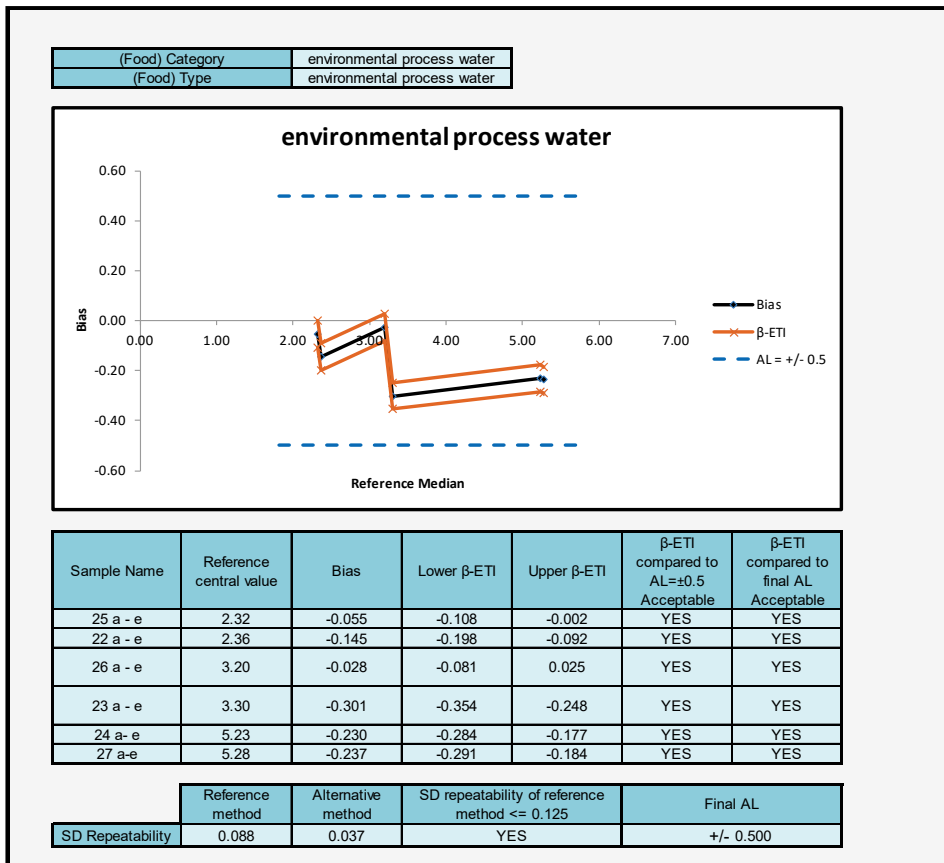 (Food) Category environmental process water
(Food) Type environmental process water
environmental process water
0.60
0.40
0.20
0.00
-0.20
-0.40
-0.60
0.00 1.00 2.00 3.00 4.00 5.00 6.00 7.00
Bias
Reference Median
Bias
β-ETI
AL = +/- 0.5
Sample Name Reference central value Bias Lower β-ETI Upper β-ETI β-ETI compared to AL=±0.5 Acceptable β-ETI compared to final AL Acceptable
25 a - e 2.32 -0.055 -0.108 -0.002 YES YES
22 a - e 2.36 -0.145 -0.198 -0.092 YES YES
26 a - e 3.20 -0.028 -0.081 0.025 YES YES
23 a - e 3.30 -0.301 -0.354 -0.248 YES YES
24 a- e 5.23 -0.230 -0.284 -0.177 YES YES
27 a-e 5.28 -0.237 -0.291 -0.184 YES YES
Reference method Alternative method SD repeatability of reference method <= 0.125 Final AL
SD Repeatability 0.088 0.037 YES +/- 0.500